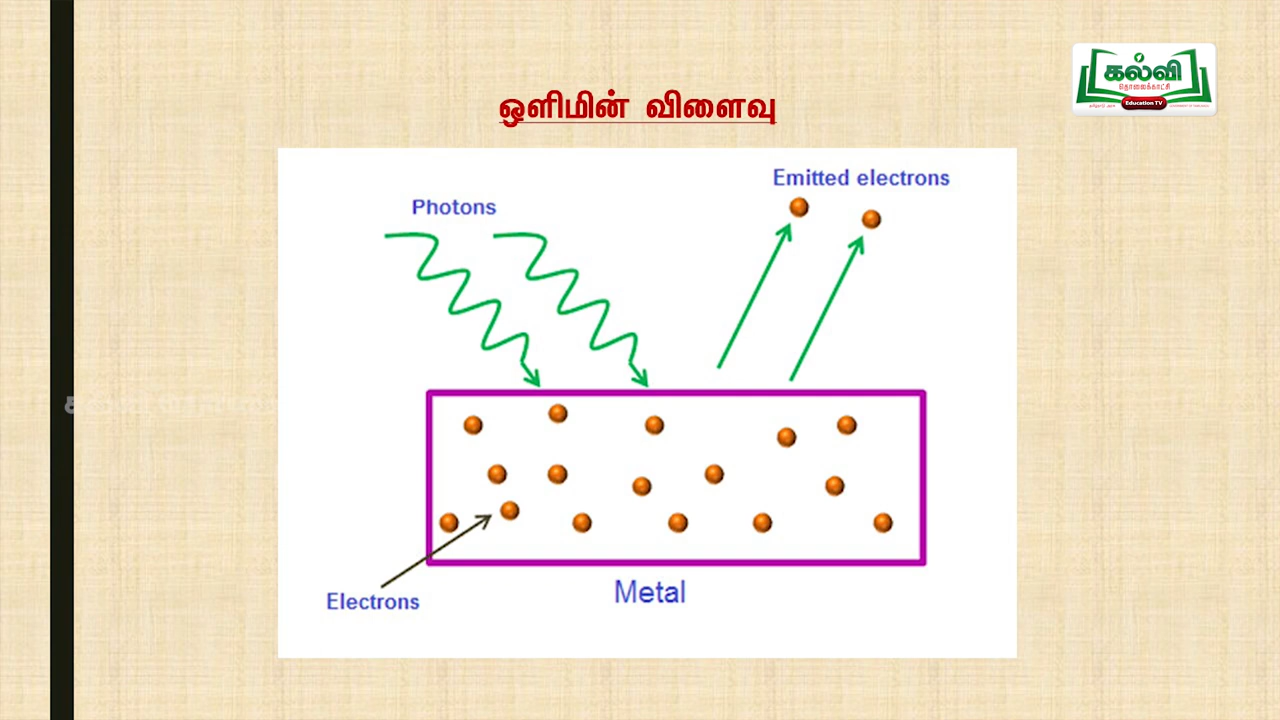 கல்வி
தொலைக்காட்சி
Education TV
ஒளிமின் விளைவு
Emitted electrons
Photons
Electrons
Metal